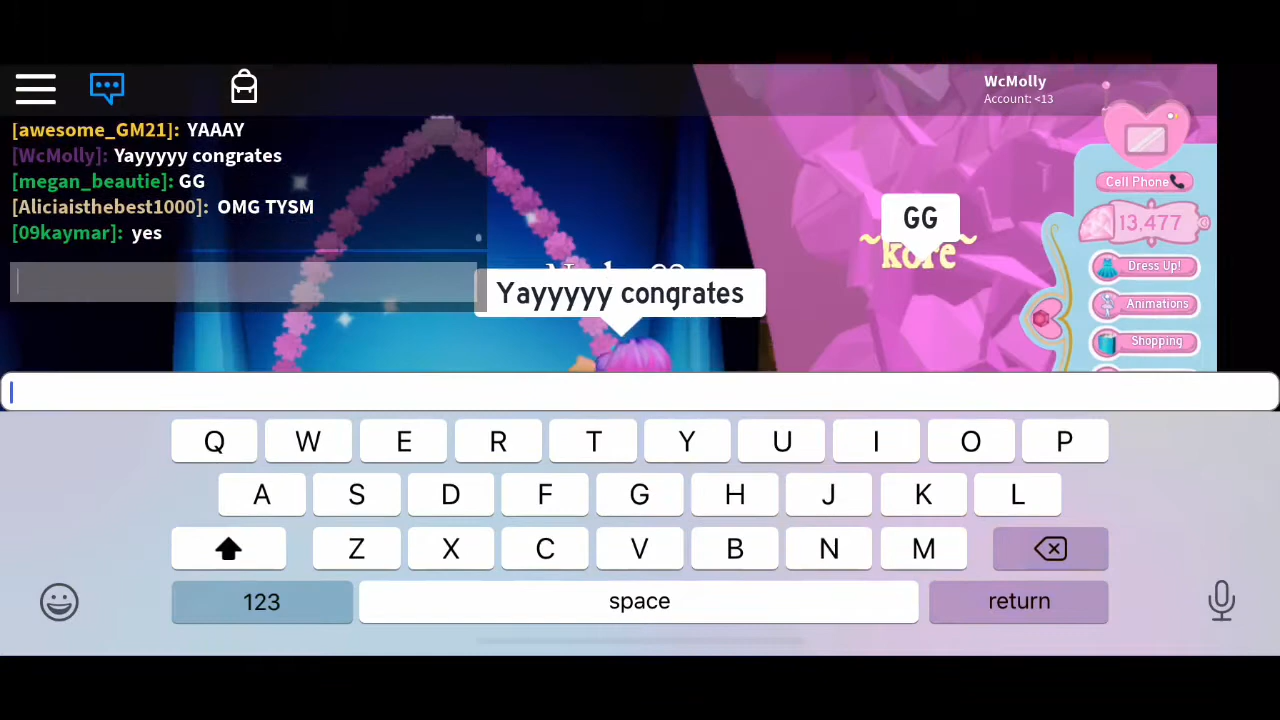 WcMolly
Account: <13
[awesome_GM21]: YAAAY
[WcMolly]: Yayyyyy congrates
[megan_beautie]: GG
[Aliciaisthebest1000]: OMG TYSM
[09kaymar]: yes
GG
~kore~
Yayyyyy congrates
Cell Phone
13,477
Dress Up!
Animations
Shopping
Q W E R T Y U I O P
A S D F G H J K L
Z X C V B N M
123 space return